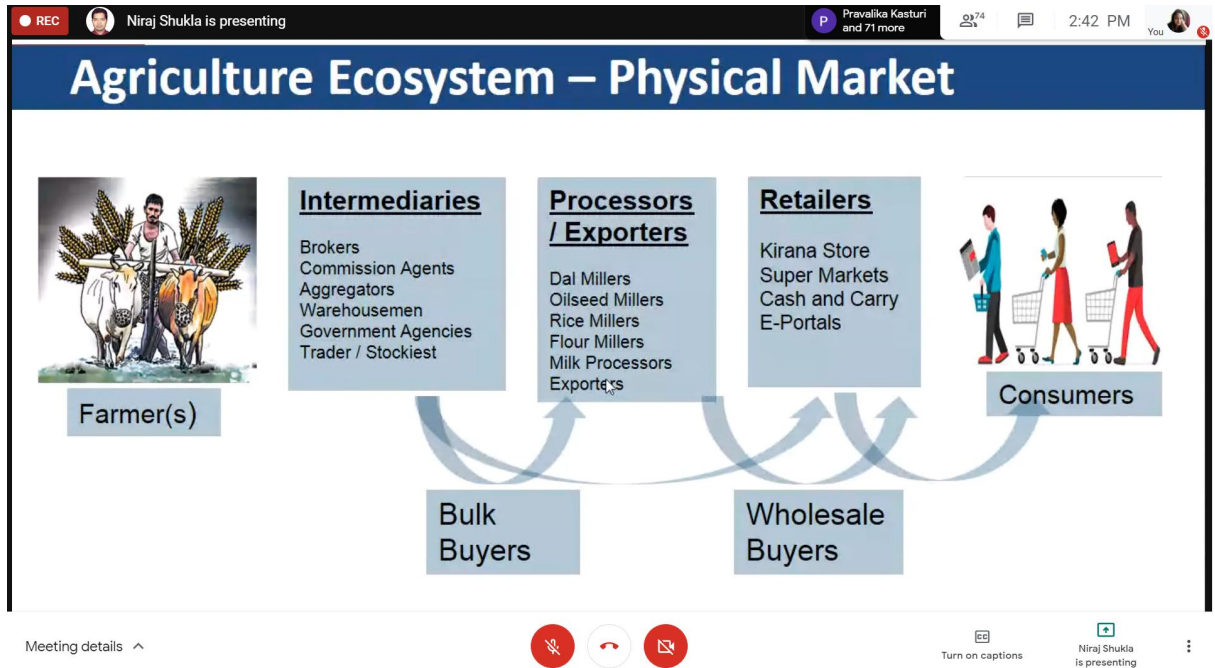 REC
Niraj Shukla is presenting
P
Pravalika Kasturi
and 71 more
74
2:42 PM
You
Agriculture Ecosystem – Physical Market
Farmer(s)
Intermediaries
Brokers
Commission Agents
Aggregators
Warehousemen
Government Agencies
Trader / Stockiest
Processors
/ Exporters
Dal Millers
Oilseed Millers
Rice Millers
Flour Millers
Milk Processors
Exporters
Retailers
Kirana Store
Super Markets
Cash and Carry
E-Portals
Consumers
Bulk
Buyers
Wholesale
Buyers
Meeting details
CC
Turn on captions
Niraj Shukla
is presenting